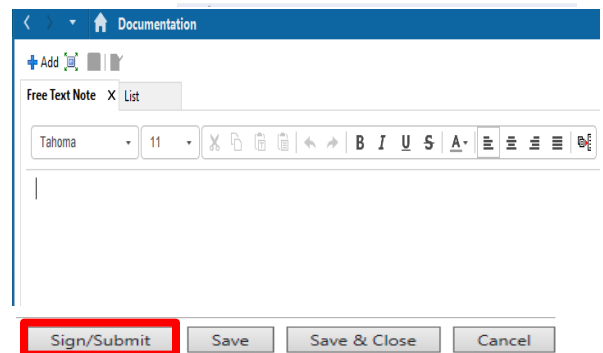 Documentation
Add
Free Text Note X List
Tahoma 11 B I U S A
Sign/Submit Save Save & Close Cancel